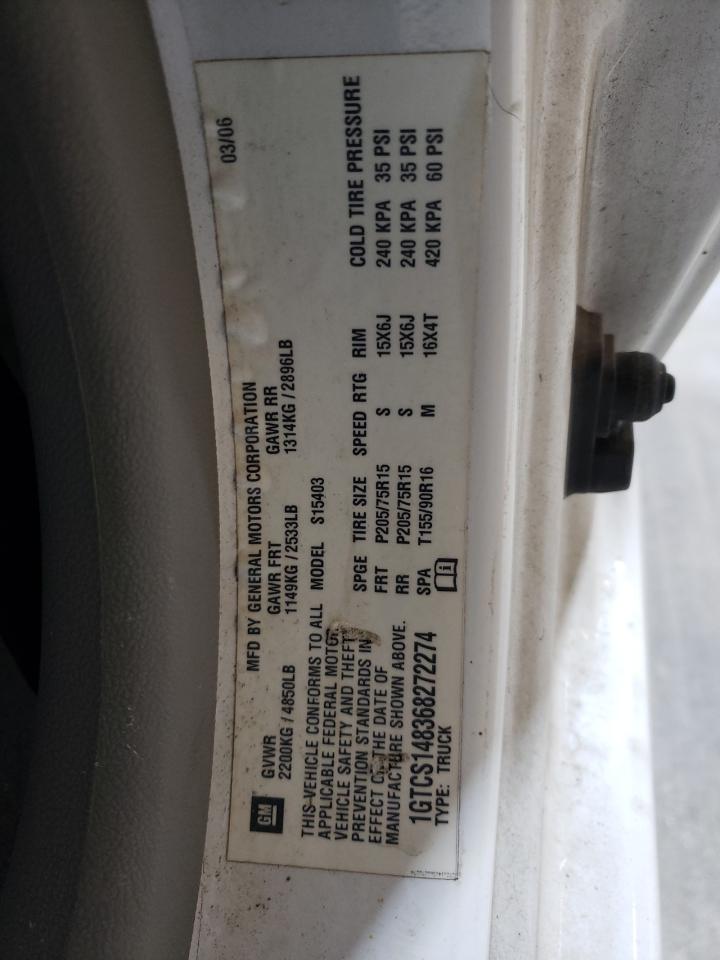 GM
MFD BY GENERAL MOTORS CORPORATION 03/06
GVWR GAWR FRT GAWR RR
2200KG / 4850LB 1149KG / 2533LB 1314KG / 2896LB
THIS VEHICLE CONFORMS TO ALL
APPLICABLE FEDERAL MOTOR
VEHICLE SAFETY AND THEFT
PREVENTION STANDARDS IN
EFFECT ON THE DATE OF
MANUFACTURE SHOWN ABOVE.
1GTCS148368272274
TYPE: TRUCK
MODEL S15403
SPGE TIRE SIZE SPEED RTG RIM COLD TIRE PRESSURE
FRT P205/75R15 S 15X6J 240 KPA 35 PSI
RR P205/75R15 S 15X6J 240 KPA 35 PSI
SPA T155/90R16 M 16X4T 420 KPA 60 PSI